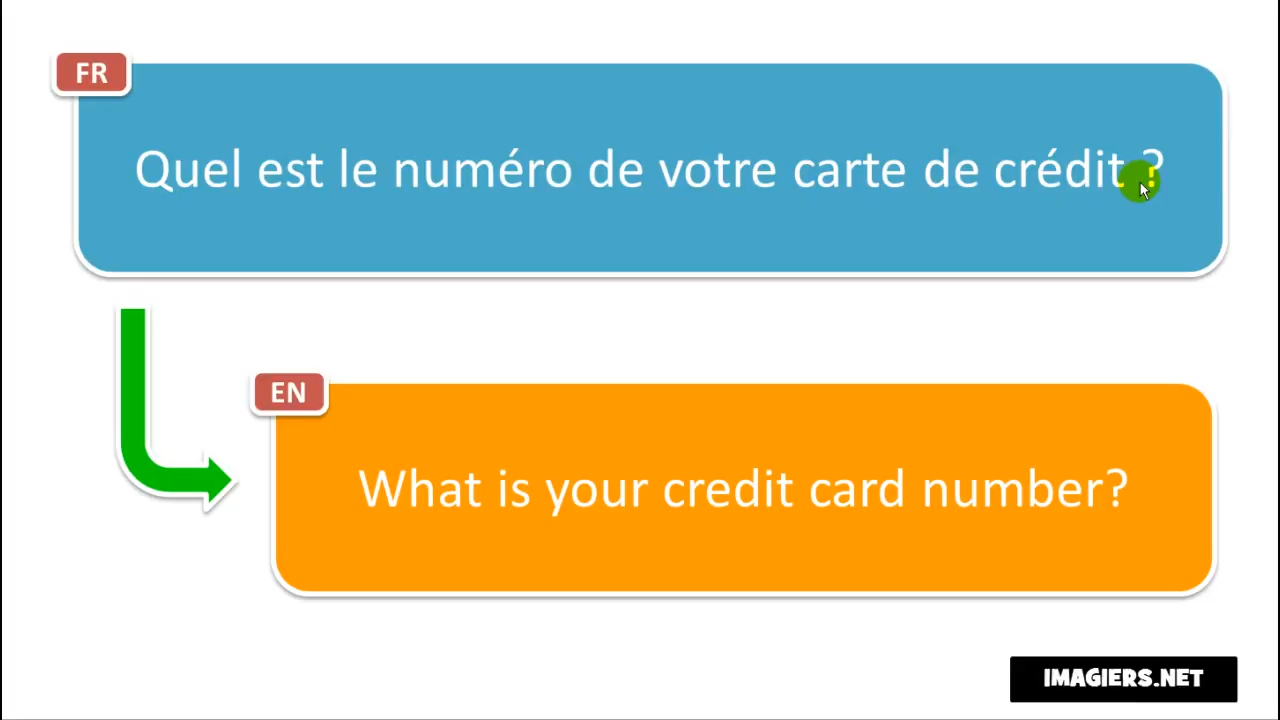 FR
Quel est le numéro de votre carte de crédit ?
EN
What is your credit card number?
IMAGIERS.NET